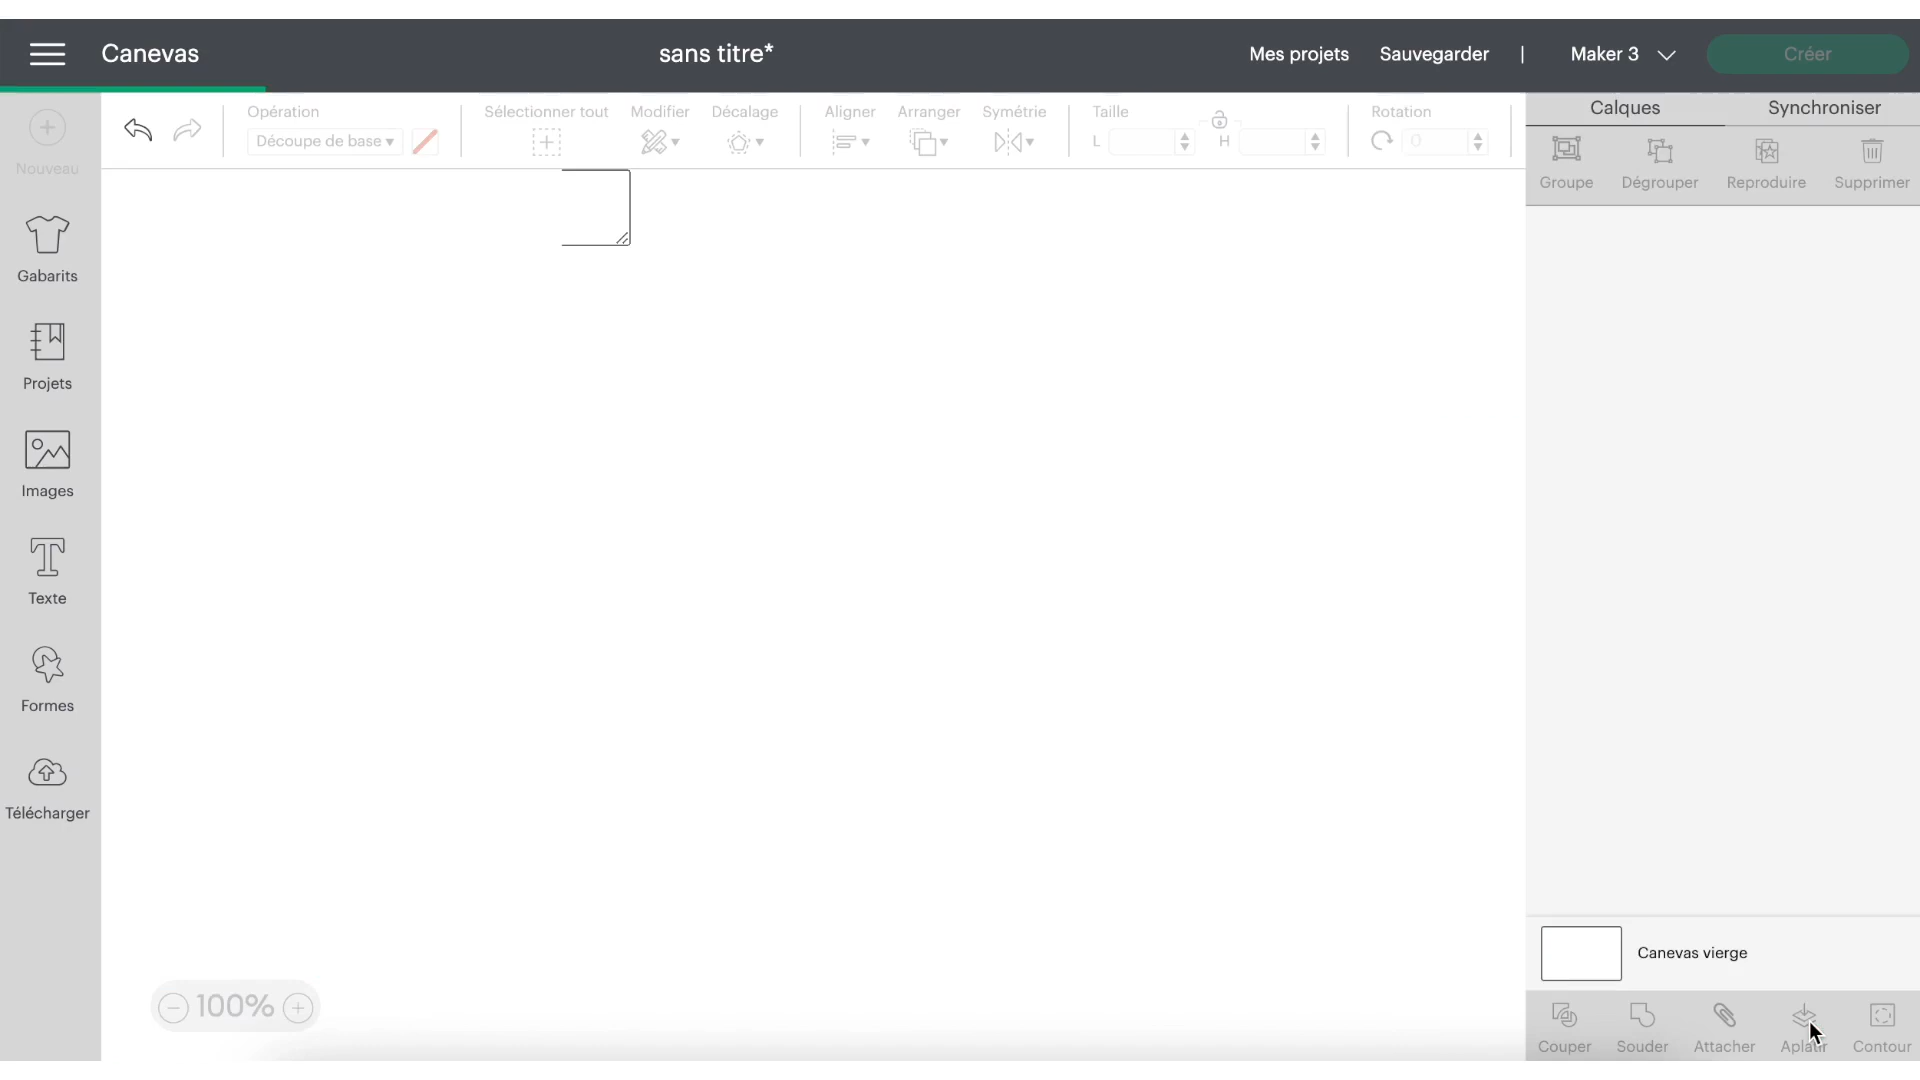 Canevas
sans titre*
Mes projets
Sauvegarder
|
Maker 3
Créer
Nouveau
Gabarits
Projets
Images
Texte
Formes
Télécharger
Opération
Découpe de base
Sélectionner tout
Modifier
Décalage
Aligner
Arranger
Symétrie
Taille
L
H
Rotation
0
100%
Calques
Synchroniser
Groupe
Dégrouper
Reproduire
Supprimer
Canevas vierge
Couper
Souder
Attacher
Aplatir
Contour